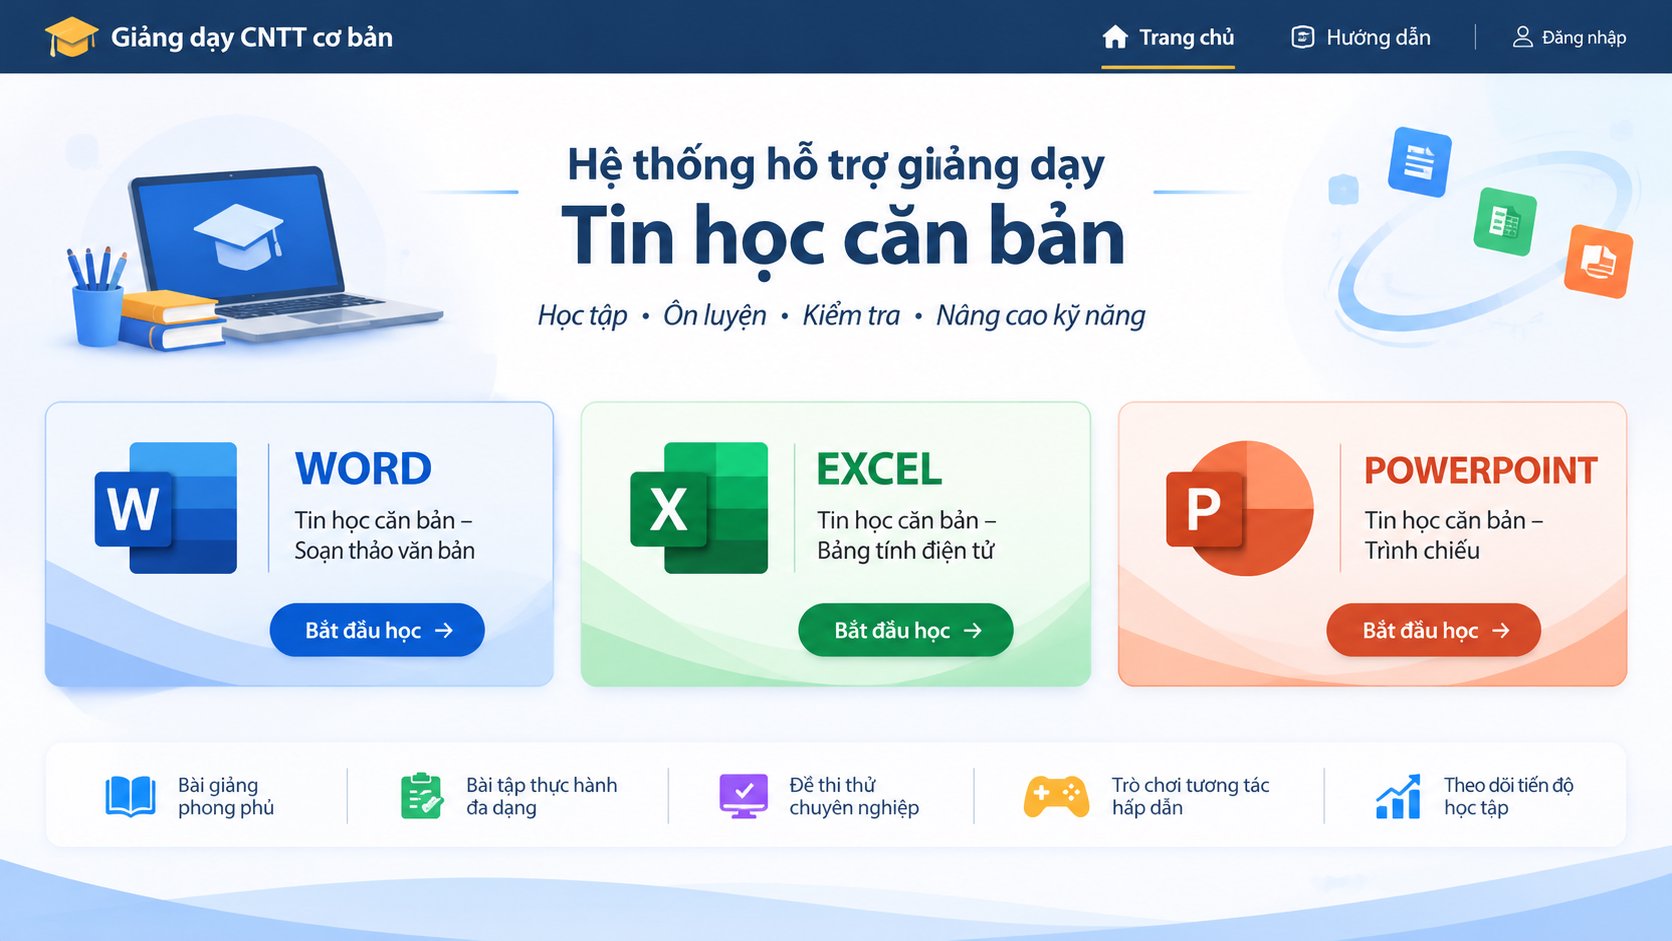 Giảng dạy CNTT cơ bản
Trang chủ
Hướng dẫn
Đăng nhập
Hệ thống hỗ trợ giảng dạy
Tin học căn bản
Học tập • Ôn luyện • Kiểm tra • Nâng cao kỹ năng
W
WORD
Tin học căn bản –
Soạn thảo văn bản
Bắt đầu học →
X
EXCEL
Tin học căn bản –
Bảng tính điện tử
Bắt đầu học →
P
POWERPOINT
Tin học căn bản –
Trình chiếu
Bắt đầu học →
Bài giảng
phong phú
Bài tập thực hành
đa dạng
Đề thi thử
chuyên nghiệp
Trò chơi tương tác
hấp dẫn
Theo dõi tiến độ
học tập